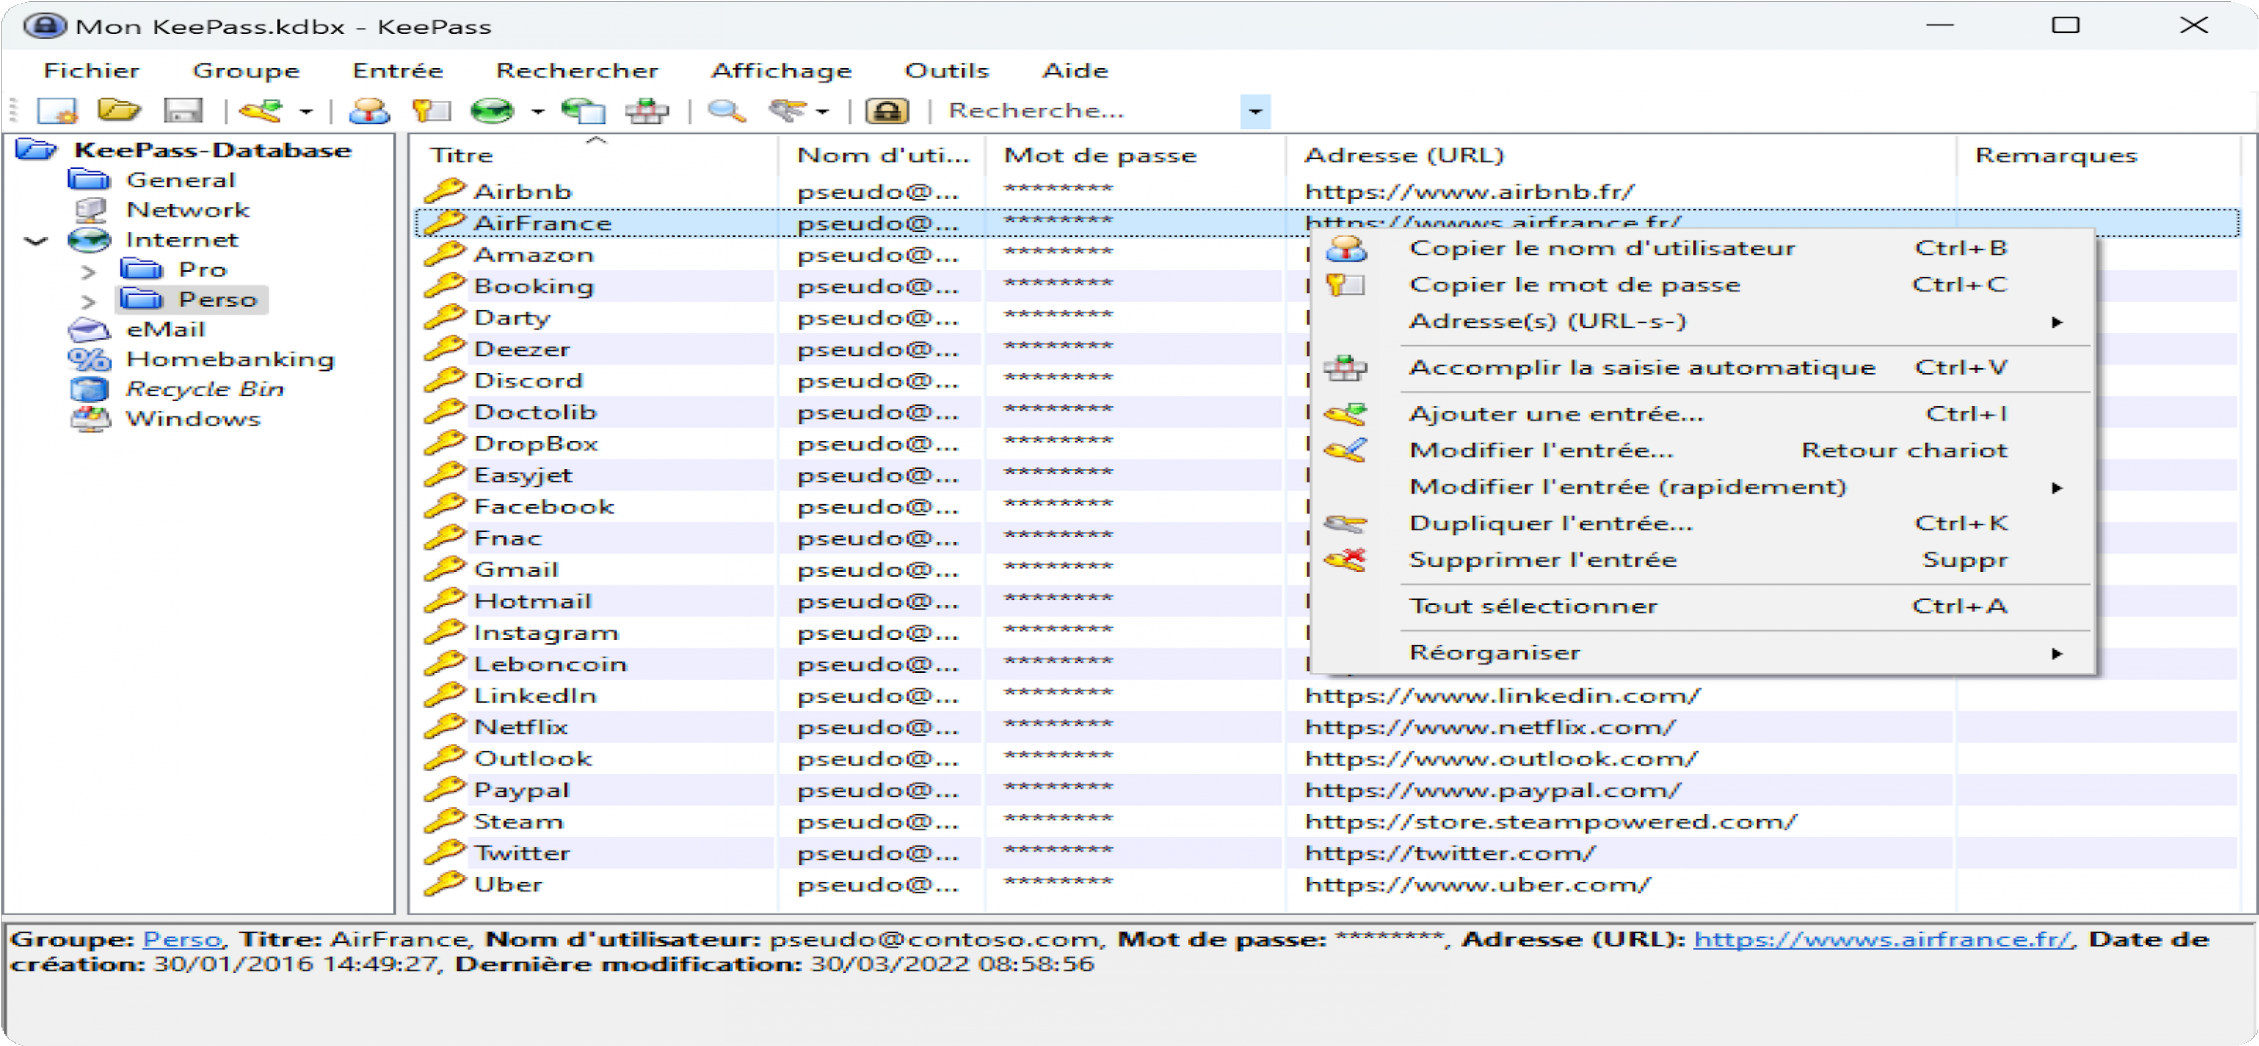 Mon KeePass.kdbx - KeePass
Fichier Groupe Entrée Rechercher Affichage Outils Aide
Recherche...
KeePass-Database
General
Network
Internet
Pro
Perso
eMail
Homebanking
Recycle Bin
Windows
Titre Nom d'uti... Mot de passe Adresse (URL) Remarques
Airbnb pseudo@... ******** https://www.airbnb.fr/
AirFrance pseudo@... ******** https://wwws.airfrance.fr/
Amazon pseudo@... ********
Booking pseudo@... ********
Darty pseudo@... ********
Deezer pseudo@... ********
Discord pseudo@... ********
Doctolib pseudo@... ********
DropBox pseudo@... ********
Easyjet pseudo@... ********
Facebook pseudo@... ********
Fnac pseudo@... ********
Gmail pseudo@... ********
Hotmail pseudo@... ********
Instagram pseudo@... ********
Leboncoin pseudo@... ********
LinkedIn pseudo@... ******** https://www.linkedin.com/
Netflix pseudo@... ******** https://www.netflix.com/
Outlook pseudo@... ******** https://www.outlook.com/
Paypal pseudo@... ******** https://www.paypal.com/
Steam pseudo@... ******** https://store.steampowered.com/
Twitter pseudo@... ******** https://twitter.com/
Uber pseudo@... ******** https://www.uber.com/
Copier le nom d'utilisateur Ctrl+B
Copier le mot de passe Ctrl+C
Adresse(s) (URL-s-)
Accomplir la saisie automatique Ctrl+V
Ajouter une entrée... Ctrl+I
Modifier l'entrée... Retour chariot
Modifier l'entrée (rapidement)
Dupliquer l'entrée... Ctrl+K
Supprimer l'entrée Suppr
Tout sélectionner Ctrl+A
Réorganiser
Groupe: Perso, Titre: AirFrance, Nom d'utilisateur: pseudo@contoso.com, Mot de passe: ********, Adresse (URL): https://wwws.airfrance.fr/, Date de
création: 30/01/2016 14:49:27, Dernière modification: 30/03/2022 08:58:56